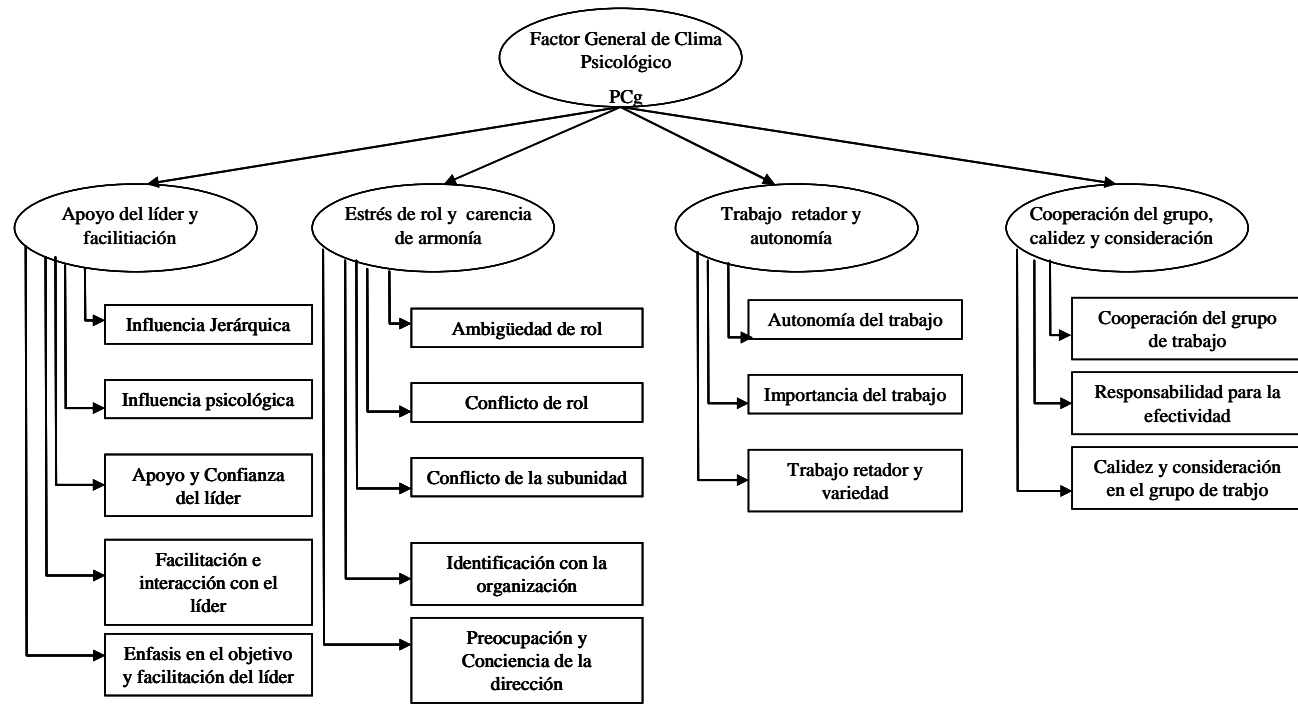 Factor General de Clima
Psicológico
PCg
Apoyo del líder y
facilitiación
Estrés de rol y carencia
de armonía
Trabajo retador y
autonomía
Cooperación del grupo,
calidez y consideración
Influencia Jerárquica
Influencia psicológica
Apoyo y Confianza
del líder
Facilitación e
interacción con el
líder
Enfasis en el objetivo
y facilitación del líder
Ambigüedad de rol
Conflicto de rol
Conflicto de la subunidad
Identificación con la
organización
Preocupación y
Conciencia de la
dirección
Autonomía del trabajo
Importancia del trabajo
Trabajo retador y
variedad
Cooperación del grupo
de trabajo
Responsabilidad para la
efectividad
Calidez y consideración
en el grupo de trabjo